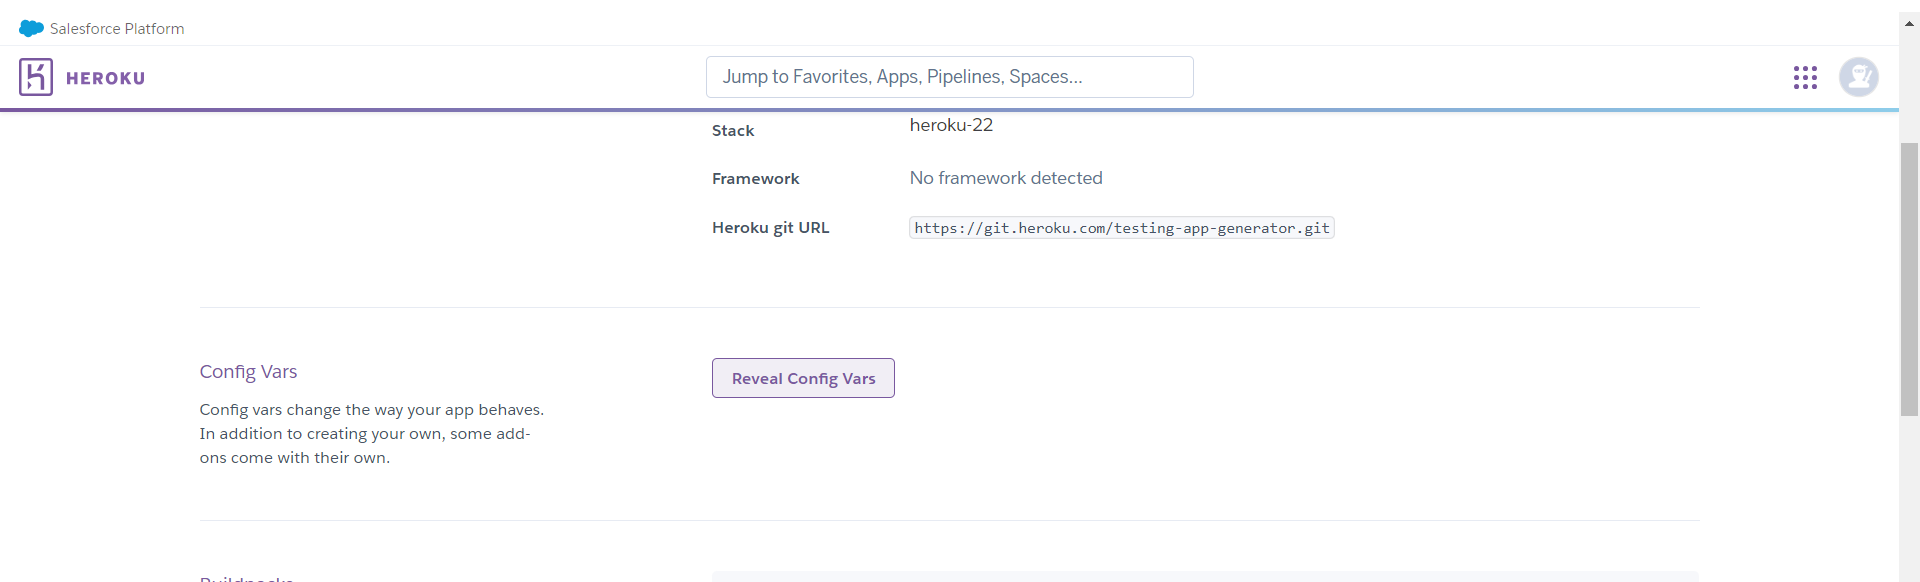 Salesforce Platform
HEROKU
Jump to Favorites, Apps, Pipelines, Spaces...
Stack
heroku-22
Framework
No framework detected
Heroku git URL
https://git.heroku.com/testing-app-generator.git
Config Vars
Reveal Config Vars
Config vars change the way your app behaves.
In addition to creating your own, some add-
ons come with their own.